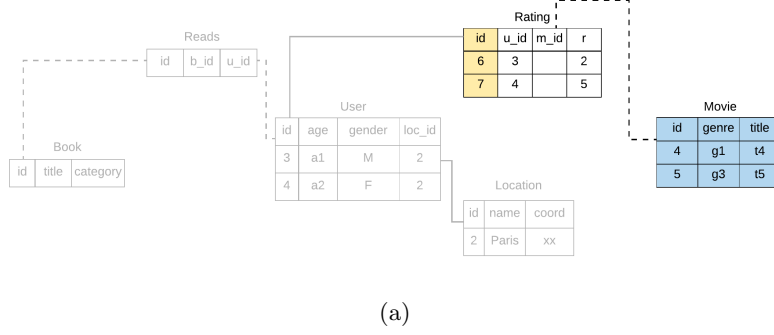 Rating
id u_id m_id r
6 3 2
7 4 5
Reads
id b_id u_id
User
id age gender loc_id
3 a1 M 2
4 a2 F 2
Movie
id genre title
4 g1 t4
5 g3 t5
Book
id title category
Location
id name coord
2 Paris xx
(a)